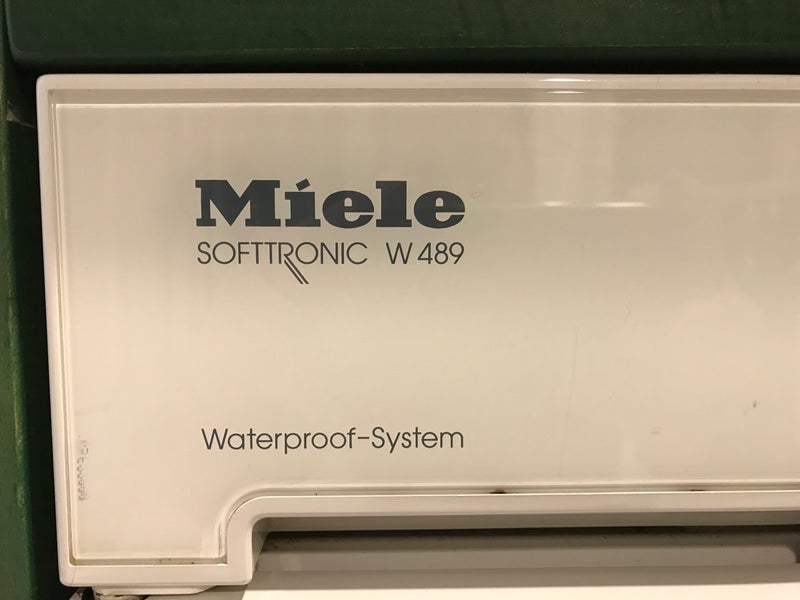 Miele
SOFTTRONIC W 489
Waterproof-System